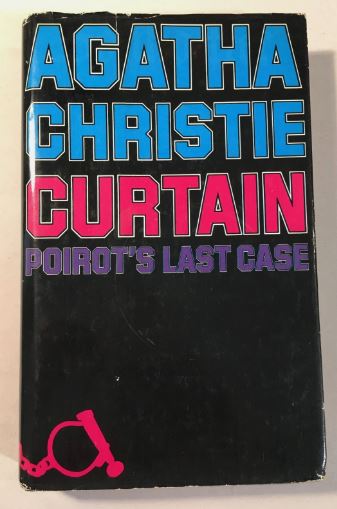 AGATHA
CHRISTIE
CURTAIN
POIROT'S LAST CASE